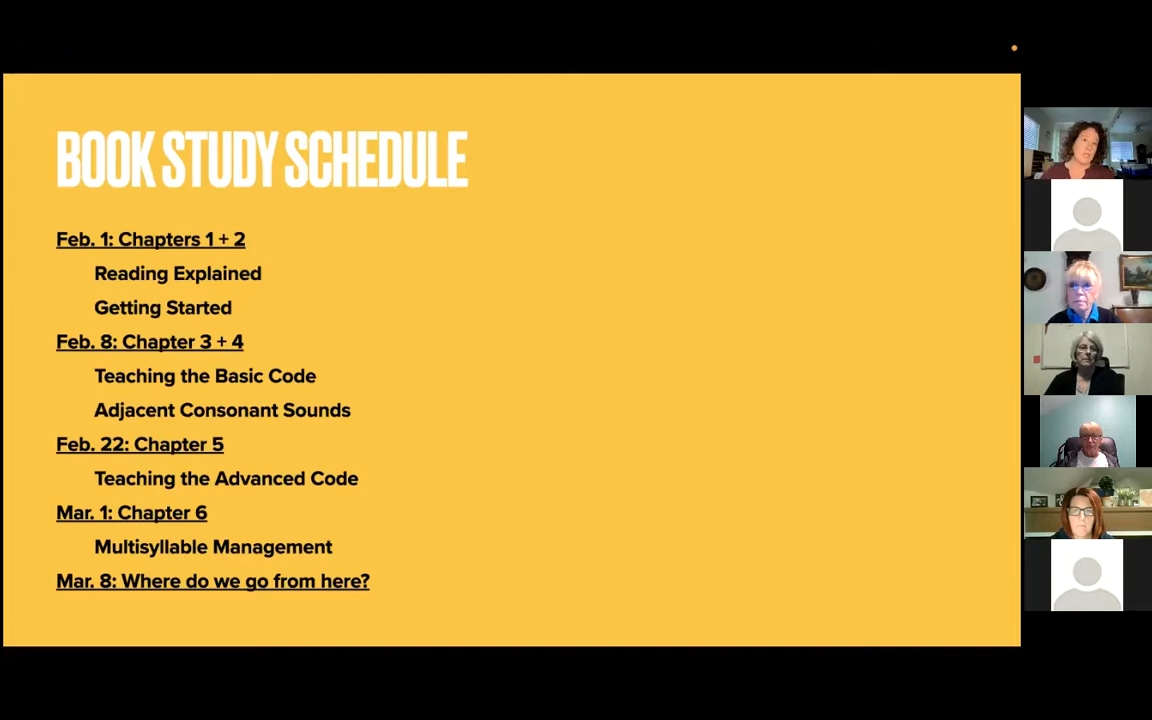 BOOK STUDY SCHEDULE
Feb. 1: Chapters 1 + 2
Reading Explained
Getting Started
Feb. 8: Chapter 3 + 4
Teaching the Basic Code
Adjacent Consonant Sounds
Feb. 22: Chapter 5
Teaching the Advanced Code
Mar. 1: Chapter 6
Multisyllable Management
Mar. 8: Where do we go from here?